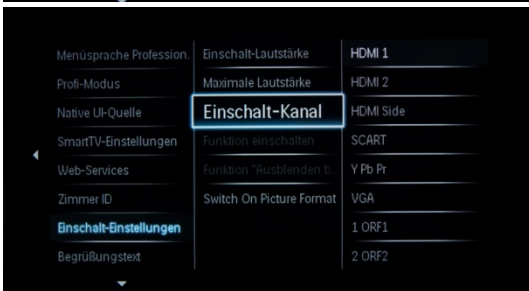 Menüsprache Profession.
Profi-Modus
Native UI-Quelle
SmartTV-Einstellungen
Web-Services
Zimmer ID
Einschalt-Einstellungen
Begrüßungstext
Einschalt-Lautstärke
Maximale Lautstärke
Einschalt-Kanal
Funktion einschalten
Funktion "Ausblenden b...
Switch On Picture Format
HDMI 1
HDMI 2
HDMI Side
SCART
Y Pb Pr
VGA
1 ORF1
2 ORF2